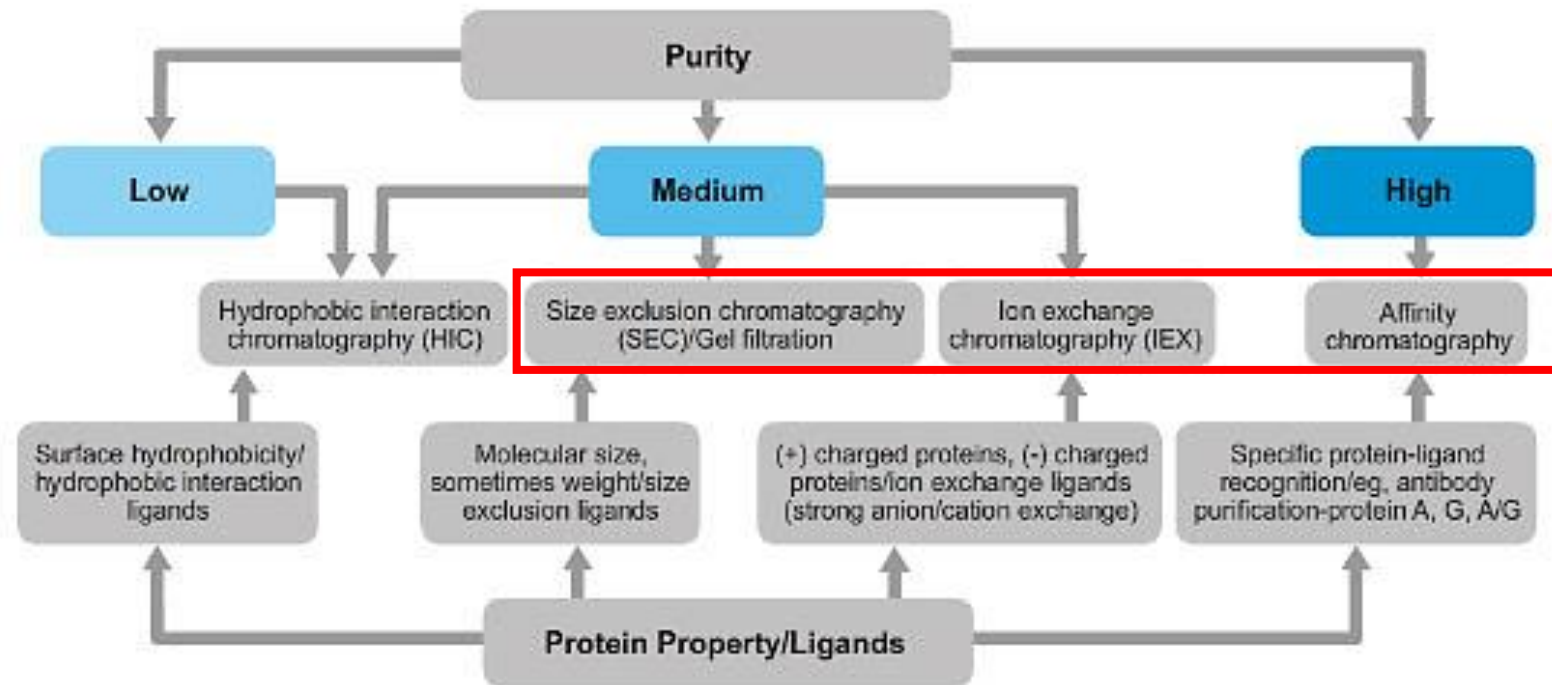 Purity
Low
Medium
High
Hydrophobic interaction
chromatography (HIC)
Size exclusion chromatography
(SEC)/Gel filtration
Ion exchange
chromatography (IEX)
Affinity
chromatography
Surface hydrophobicity/
hydrophobic interaction
ligands
Molecular size,
sometimes weight/size
exclusion ligands
(+) charged proteins, (-) charged
proteins/ion exchange ligands
(strong anion/cation exchange)
Specific protein-ligand
recognition/eg, antibody
purification-protein A, G, A/G
Protein Property/Ligands